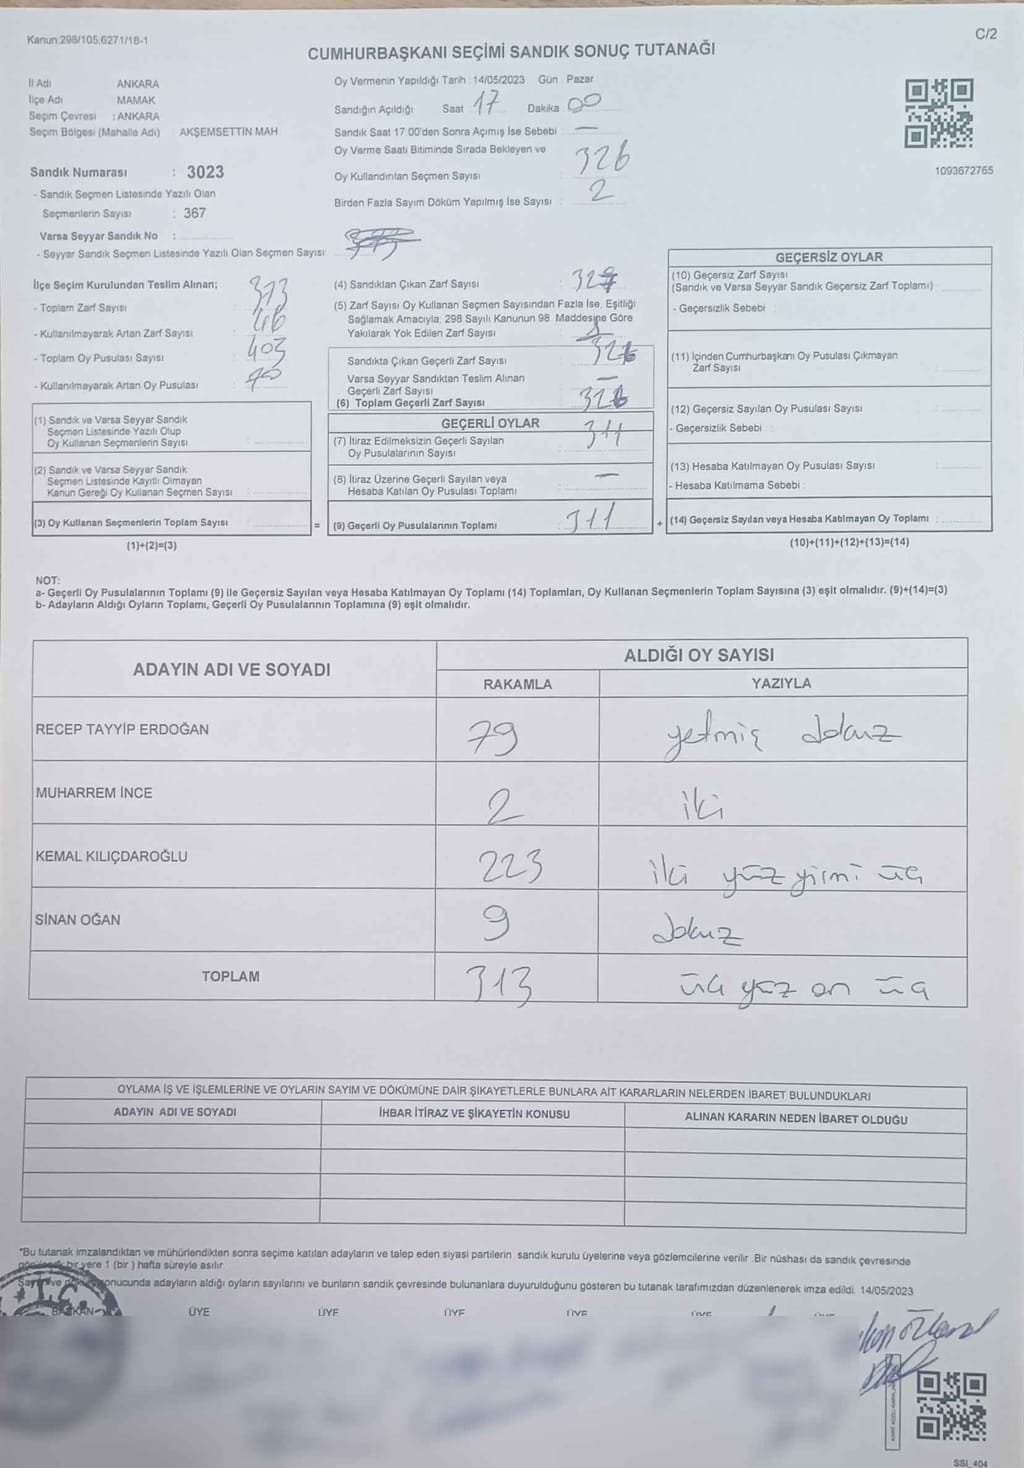 Kanun:298/105,6271/18-1
C/2
CUMHURBAŞKANI SEÇİMİ SANDIK SONUÇ TUTANAĞI
İl Adı ANKARA
İlçe Adı MAMAK
Seçim Çevresi : ANKARA
Seçim Bölgesi (Mahalle Adı) AKŞEMSETTİN MAH
Sandık Numarası : 3023
- Sandık Seçmen Listesinde Yazılı Olan
Seçmenlerin Sayısı : 367
Varsa Seyyar Sandık No :
- Seyyar Sandık Seçmen Listesinde Yazılı Olan Seçmen Sayısı
Oy Vermenin Yapıldığı Tarih : 14/05/2023 Gün : Pazar
Sandığın Açıldığı Saat 17 Dakika 00
Sandık Saat 17:00'den Sonra Açımış İse Sebebi : —
Oy Verme Saati Bitiminde Sırada Bekleyen ve
Oy Kullandırılan Seçmen Sayısı 326
Birden Fazla Sayım Döküm Yapılmış İse Sayısı : 2
1093672765
İlçe Seçim Kurulundan Teslim Alınan;
- Toplam Zarf Sayısı : 373
- Kullanılmayarak Artan Zarf Sayısı : 46
- Toplam Oy Pusulası Sayısı : 403
- Kullanılmayarak Artan Oy Pusulası : 90
(1) Sandık ve Varsa Seyyar Sandık
Seçmen Listesinde Yazılı Olup
Oy Kullanan Seçmenlerin Sayısı :
(2) Sandık ve Varsa Seyyar Sandık
Seçmen Listesinde Kayıtlı Olmayan
Kanun Gereği Oy Kullanan Seçmen Sayısı :
(3) Oy Kullanan Seçmenlerin Toplam Sayısı :
(1)+(2)=(3)
=
(4) Sandıktan Çıkan Zarf Sayısı : 327
(5) Zarf Sayısı Oy Kullanan Seçmen Sayısından Fazla İse, Eşitliği
Sağlamak Amacıyla, 298 Sayılı Kanunun 98. Maddesine Göre
Yakılarak Yok Edilen Zarf Sayısı
Sandıkta Çıkan Geçerli Zarf Sayısı 326
Varsa Seyyar Sandıktan Teslim Alınan
Geçerli Zarf Sayısı —
(6) Toplam Geçerli Zarf Sayısı 326
GEÇERLİ OYLAR
(7) İtiraz Edilmeksizin Geçerli Sayılan
Oy Pusulalarının Sayısı 311
(8) İtiraz Üzerine Geçerli Sayılan veya
Hesaba Katılan Oy Pusulası Toplamı : —
(9) Geçerli Oy Pusulalarının Toplamı 311
+
GEÇERSİZ OYLAR
(10) Geçersiz Zarf Sayısı
(Sandık ve Varsa Seyyar Sandık Geçersiz Zarf Toplamı) :
- Geçersizlik Sebebi :
(11) İçinden Cumhurbaşkanı Oy Pusulası Çıkmayan
Zarf Sayısı
(12) Geçersiz Sayılan Oy Pusulası Sayısı
- Geçersizlik Sebebi :
(13) Hesaba Katılmayan Oy Pusulası Sayısı
- Hesaba Katılmama Sebebi :
(14) Geçersiz Sayılan veya Hesaba Katılmayan Oy Toplamı :
(10)+(11)+(12)+(13)=(14)
NOT:
a- Geçerli Oy Pusulalarının Toplamı (9) ile Geçersiz Sayılan veya Hesaba Katılmayan Oy Toplamı (14) Toplamları, Oy Kullanan Seçmenlerin Toplam Sayısına (3) eşit olmalıdır. (9)+(14)=(3)
b- Adayların Aldığı Oyların Toplamı, Geçerli Oy Pusulalarının Toplamına (9) eşit olmalıdır.
ADAYIN ADI VE SOYADI
ALDIĞI OY SAYISI
RAKAMLA YAZIYLA
RECEP TAYYİP ERDOĞAN 79 yetmiş dokuz
MUHARREM İNCE 2 iki
KEMAL KILIÇDAROĞLU 223 iki yüz yirmi üç
SİNAN OĞAN 9 dokuz
TOPLAM 313 üç yüz on üç
OYLAMA İŞ VE İŞLEMLERİNE VE OYLARIN SAYIM VE DÖKÜMÜNE DAİR ŞİKAYETLERLE BUNLARA AİT KARARLARIN NELERDEN İBARET BULUNDUKLARI
ADAYIN ADI VE SOYADI İHBAR İTİRAZ VE ŞİKAYETİN KONUSU ALINAN KARARIN NEDEN İBARET OLDUĞU
*Bu tutanak imzalandıktan ve mühürlendikten sonra seçime katılan adayların ve talep eden siyasi partilerin sandık kurulu üyelerine veya gözlemcilerine verilir. Bir nüshası da sandık çevresinde
görülecek bir yere 1 (bir) hafta süreyle asılır.
Sayım ve döküm sonucunda adayların aldığı oyların sayılarını ve bunların sandık çevresinde bulunanlara duyurulduğunu gösteren bu tutanak tarafımızdan düzenlenerek imza edildi. 14/05/2023
T.C.
BAŞKAN ÜYE ÜYE ÜYE ÜYE ÜYE
SSI_404